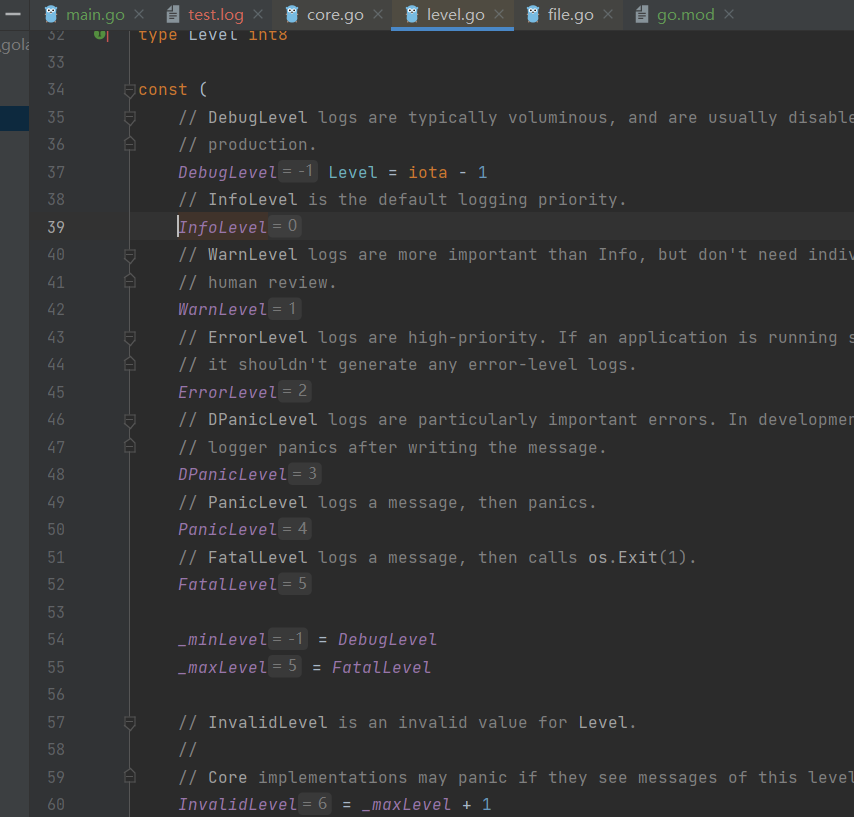 main.go test.log core.go level.go file.go go.mod
gola
32 type Level int8
33
34 const (
35 // DebugLevel logs are typically voluminous, and are usually disable
36 // production.
37 DebugLevel = -1 Level = iota - 1
38 // InfoLevel is the default logging priority.
39 InfoLevel = 0
40 // WarnLevel logs are more important than Info, but don't need indiv
41 // human review.
42 WarnLevel = 1
43 // ErrorLevel logs are high-priority. If an application is running s
44 // it shouldn't generate any error-level logs.
45 ErrorLevel = 2
46 // DPanicLevel logs are particularly important errors. In developmen
47 // logger panics after writing the message.
48 DPanicLevel = 3
49 // PanicLevel logs a message, then panics.
50 PanicLevel = 4
51 // FatalLevel logs a message, then calls os.Exit(1).
52 FatalLevel = 5
53
54 _minLevel = -1 = DebugLevel
55 _maxLevel = 5 = FatalLevel
56
57 // InvalidLevel is an invalid value for Level.
58 //
59 // Core implementations may panic if they see messages of this level
60 InvalidLevel = 6 = _maxLevel + 1